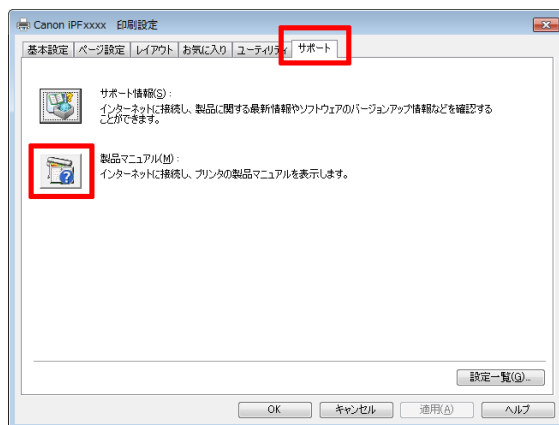 Canon iPFxxxx 印刷設定
基本設定 ページ設定 レイアウト お気に入り ユーティリティ サポート
サポート情報(S) :
インターネットに接続し、製品に関する最新情報やソフトウェアのバージョンアップ情報などを確認する
ことができます。
製品マニュアル(M) :
インターネットに接続し、プリンタの製品マニュアルを表示します。
設定一覧(G)...
OK キャンセル 適用(A) ヘルプ